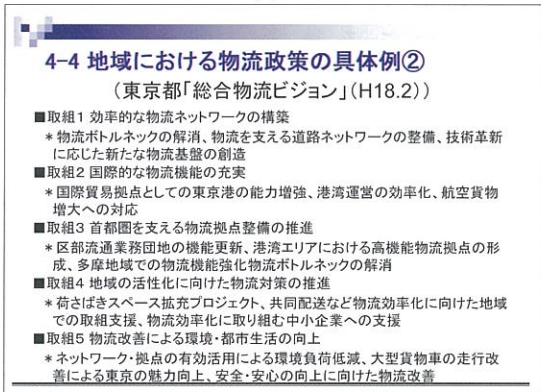 4-4 地域における物流政策の具体例②
(東京都「総合物流ビジョン」(H18.2))
■取組1 効率的な物流ネットワークの構築
＊物流ボトルネックの解消、物流を支える道路ネットワークの整備、技術革新
に応じた新たな物流基盤の創造
■取組2 国際的な物流機能の充実
＊国際貿易拠点としての東京港の能力増強、港湾運営の効率化、航空貨物
増大への対応
■取組3 首都圏を支える物流拠点整備の推進
＊区部流通業務団地の機能更新、港湾エリアにおける高機能物流拠点の形
成、多摩地域での物流機能強化物流ボトルネックの解消
■取組4 地域の活性化に向けた物流対策の推進
＊荷さばきスペース拡充プロジェクト、共同配送など物流効率化に向けた地域
での取組支援、物流効率化に取り組む中小企業への支援
■取組5 物流改善による環境・都市生活の向上
＊ネットワーク・拠点の有効活用による環境負荷低減、大型貨物車の走行改
善による東京の魅力向上、安全・安心の向上に向けた物流改善